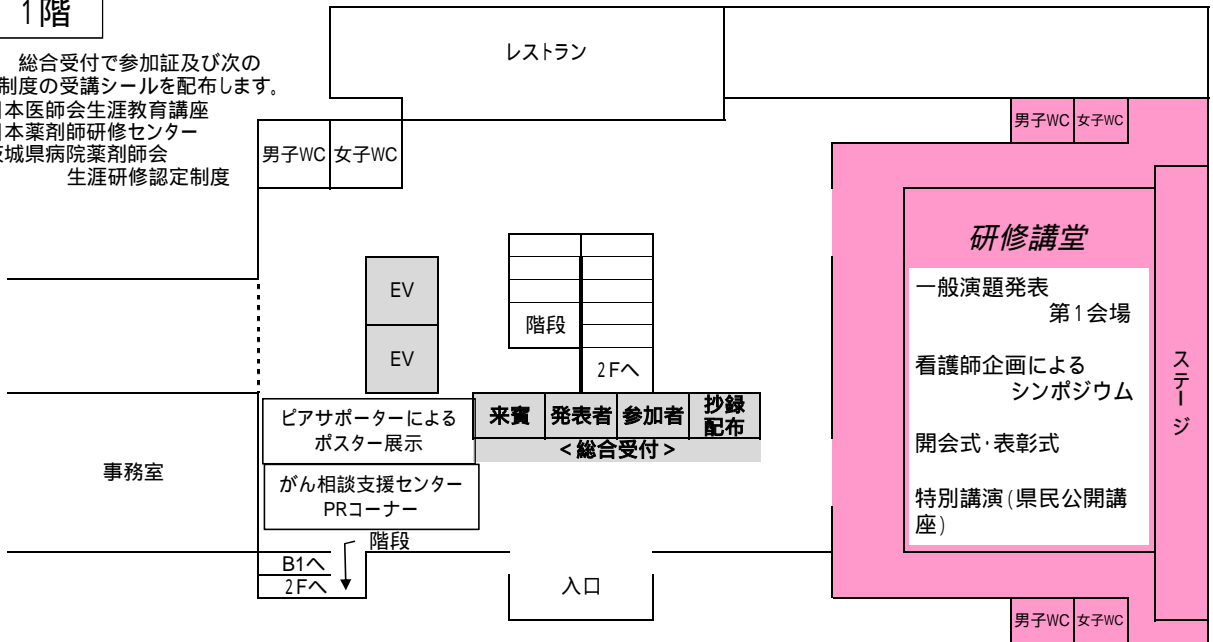 1階
総合受付で参加証及び次の
制度の受講シールを配布します。
日本医師会生涯教育講座
日本薬剤師研修センター
茨城県病院薬剤師会
生涯研修認定制度
レストラン
男子WC 女子WC
男子WC 女子WC
EV
EV
階段
2Fへ
研修講堂
一般演題発表
第1会場
看護師企画による
シンポジウム
開会式・表彰式
特別講演(県民公開講
座)
ステージ
ピアサポーターによる
ポスター展示
来賓 発表者 参加者 抄録
配布
<総合受付>
事務室
がん相談支援センター
PRコーナー
階段
B1へ
2Fへ
入口
男子WC 女子WC